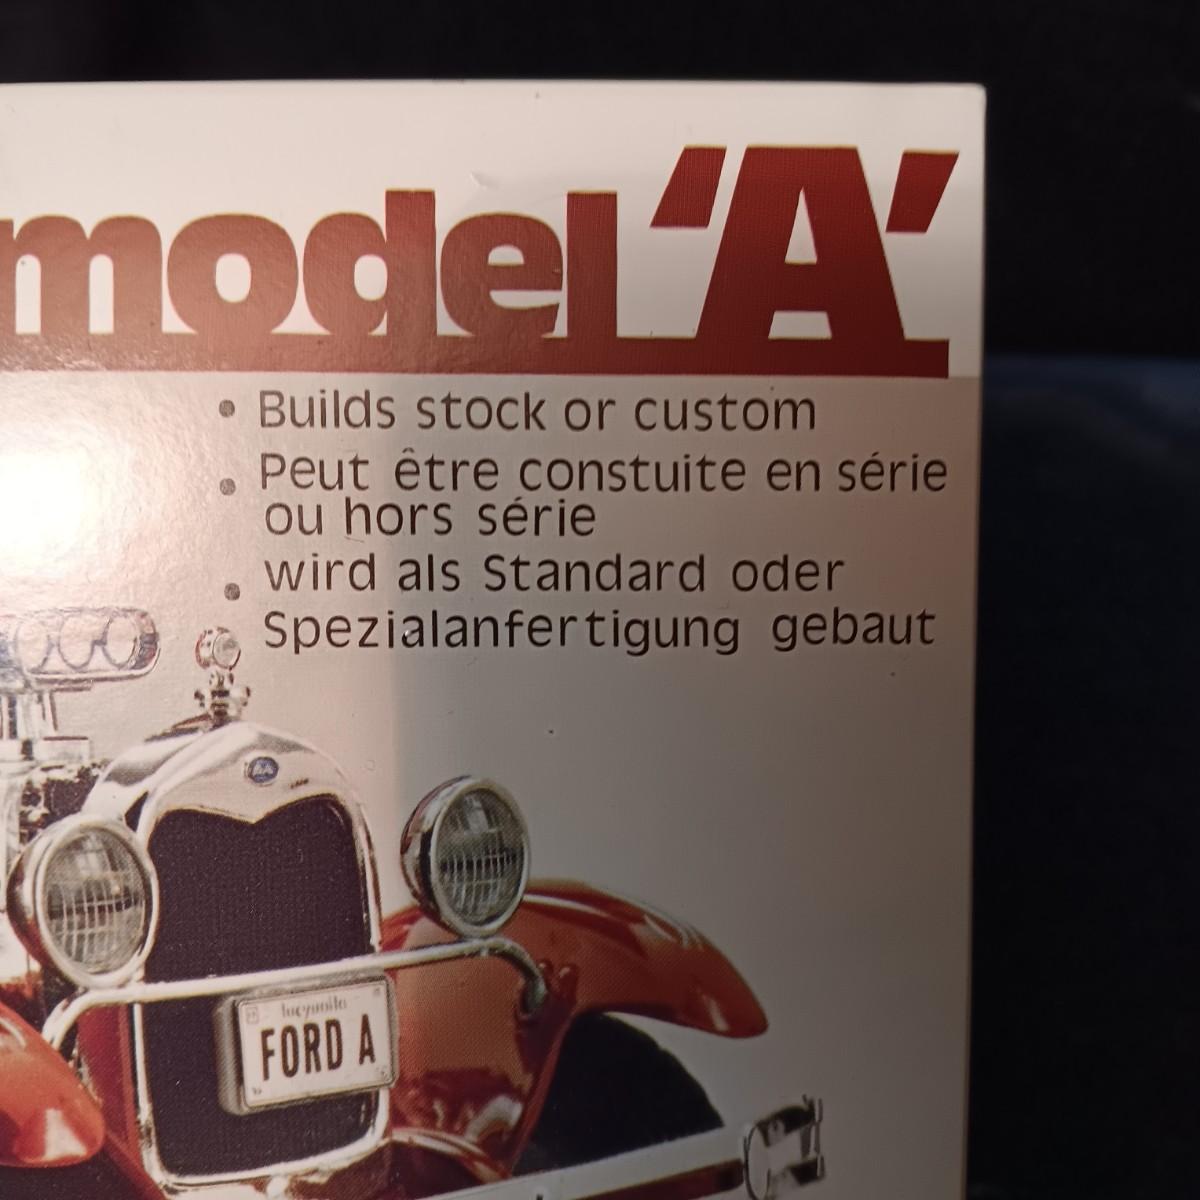 model 'A'
• Builds stock or custom
• Peut être constuite en série
ou hors série
• wird als Standard oder
Spezialanfertigung gebaut
FORD A